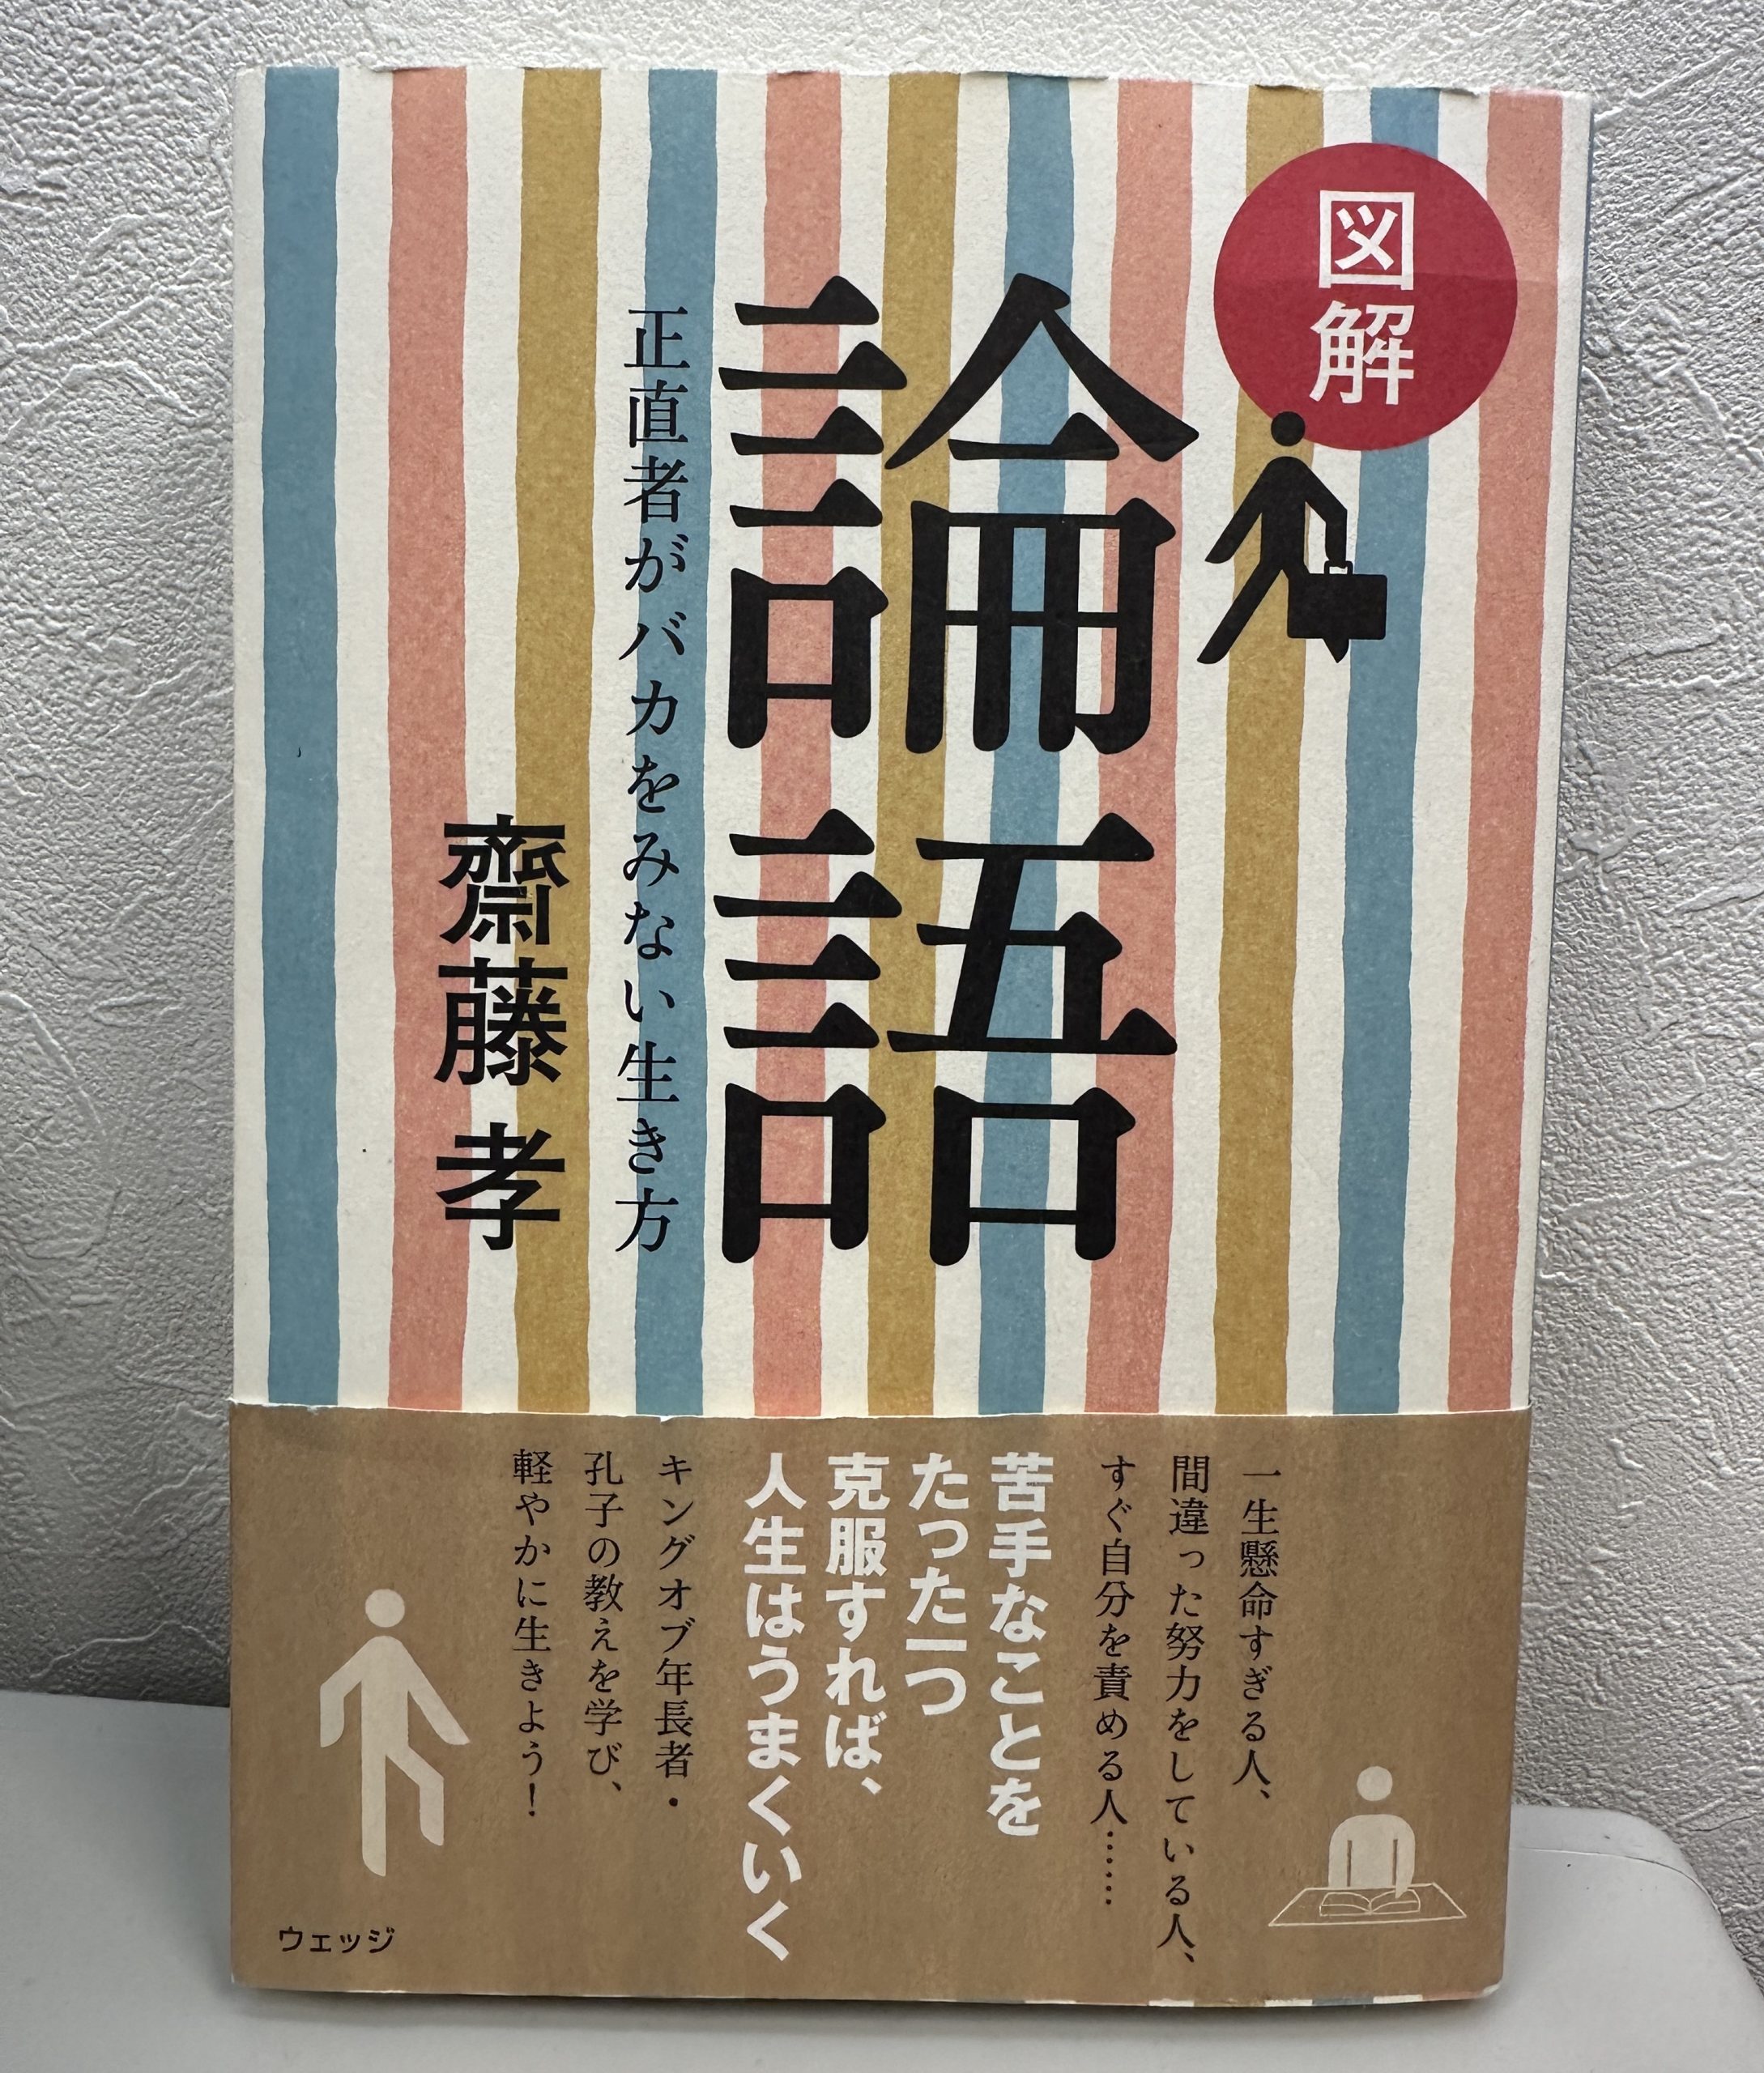 図解
論語
正直者がバカをみない生き方
齋藤 孝
一生懸命すぎる人、
間違った努力をしている人、
すぐ自分を責める人……
苦手なことを
たった一つ
克服すれば、
人生はうまくいく
キングオブ年長者・
孔子の教えを学び、
軽やかに生きよう！
ウェッジ